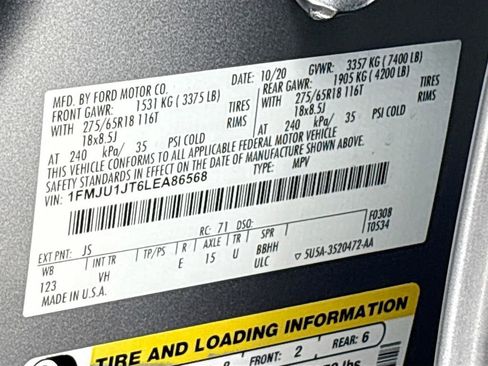 MFD. BY FORD MOTOR CO.
DATE: 10/20 GVWR: 3357 KG (7400 LB)
FRONT GAWR: 1531 KG (3375 LB) REAR GAWR: 1905 KG (4200 LB)
WITH 275/65R18 116T TIRES WITH 275/65R18 116T TIRES
18x8.5J RIMS 18x8.5J RIMS
AT 240 kPa/ 35 PSI COLD AT 240 kPa/ 35 PSI COLD
THIS VEHICLE CONFORMS TO ALL APPLICABLE FEDERAL MOTOR VEHICLE
SAFETY STANDARDS IN EFFECT ON THE DATE OF MANUFACTURE SHOWN ABOVE.
VIN: 1FMJU1JT6LEA86568 TYPE: MPV
F0308
T0534
EXT PNT: JS RC: 71 DSO:
WB INT TR TP/PS R AXLE TR SPR
123 VH E 15 U BBHH
MADE IN U.S.A. ULC 5U5A-3520472-AA
TIRE AND LOADING INFORMATION
8 FRONT: 2 REAR: 6
lbs.